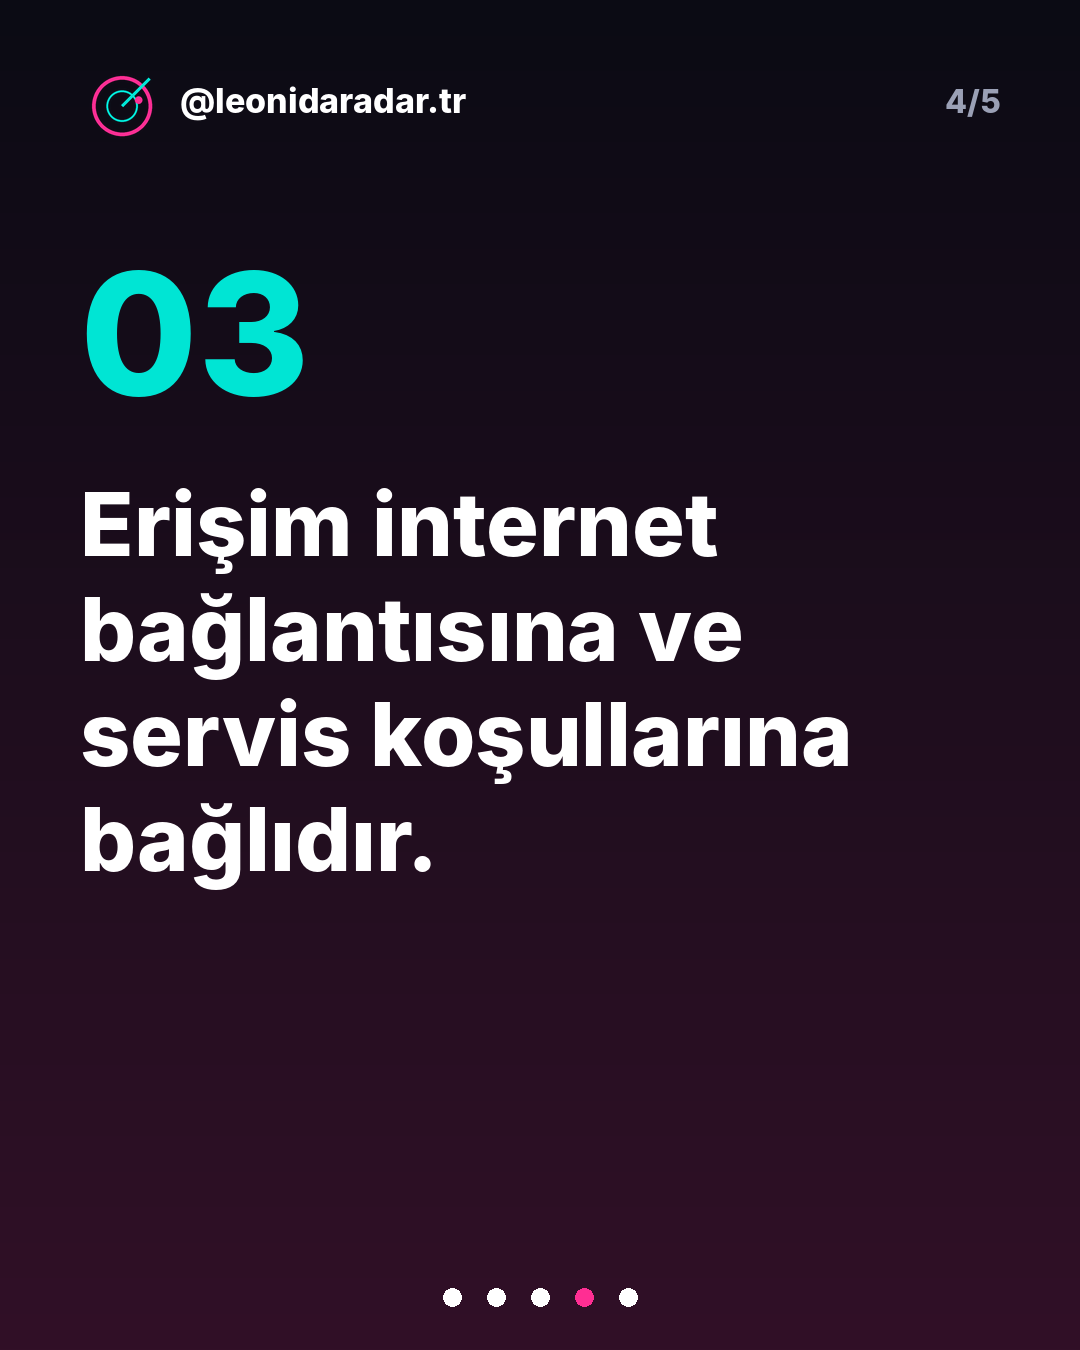 @leonidaradar.tr
4/5
03
Erişim internet
bağlantısına ve
servis koşullarına
bağlıdır.